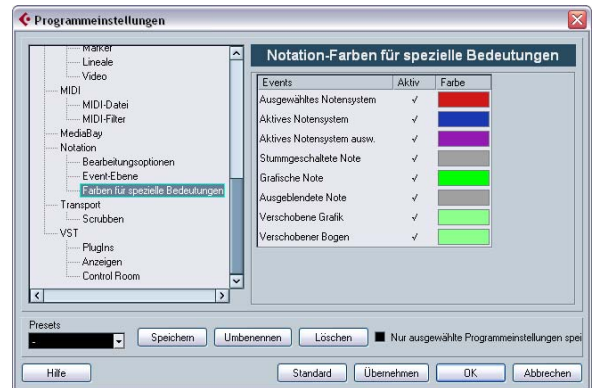 Programmeinstellungen
Marker
Lineale
Video
MIDI
MIDI-Datei
MIDI-Filter
MediaBay
Notation
Bearbeitungsoptionen
Event-Ebene
Farben für spezielle Bedeutungen
Transport
Scrubben
VST
PlugIns
Anzeigen
Control Room
Notation-Farben für spezielle Bedeutungen
Events Aktiv Farbe
Ausgewähltes Notensystem
Aktives Notensystem
Aktives Notensystem ausw.
Stummgeschaltete Note
Grafische Note
Ausgeblendete Note
Verschobene Grafik
Verschobener Bogen
Presets
-
Speichern Umbenennen Löschen Nur ausgewählte Programmeinstellungen spei
Hilfe Standard Übernehmen OK Abbrechen